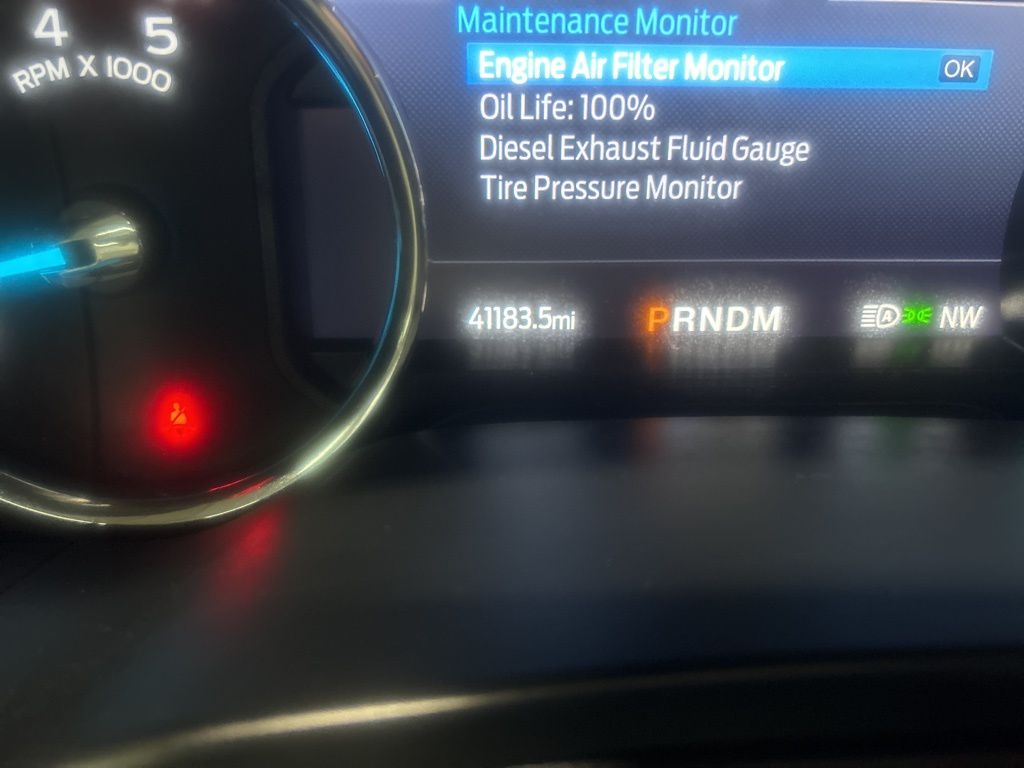 4 5
RPM X 1000
Maintenance Monitor
Engine Air Filter Monitor OK
Oil Life: 100%
Diesel Exhaust Fluid Gauge
Tire Pressure Monitor
41183.5mi PRNDM A NW